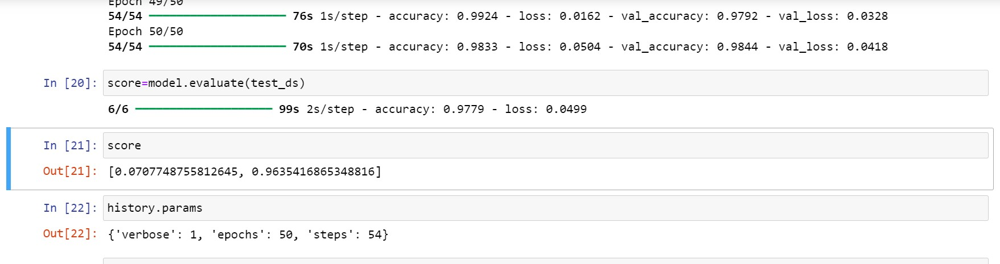 Epoch 49/50
54/54 ━━━━━━━━━━━━━━━━━━━━ 76s 1s/step - accuracy: 0.9924 - loss: 0.0162 - val_accuracy: 0.9792 - val_loss: 0.0328
Epoch 50/50
54/54 ━━━━━━━━━━━━━━━━━━━━ 70s 1s/step - accuracy: 0.9833 - loss: 0.0504 - val_accuracy: 0.9844 - val_loss: 0.0418
In [20]: score=model.evaluate(test_ds)
6/6 ━━━━━━━━━━━━━━━━━━━━ 99s 2s/step - accuracy: 0.9779 - loss: 0.0499
In [21]: score
Out[21]: [0.0707748755812645, 0.9635416865348816]
In [22]: history.params
Out[22]: {'verbose': 1, 'epochs': 50, 'steps': 54}